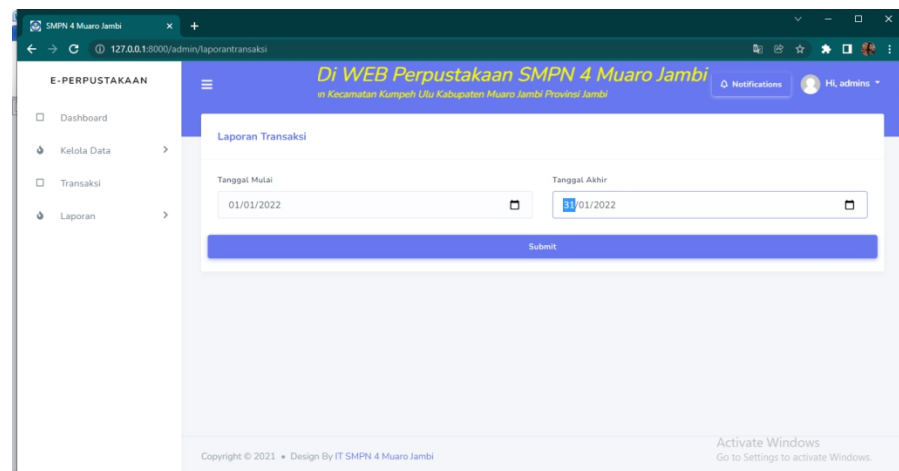 SMPN 4 Muaro Jambi
127.0.0.1:8000/admin/laporantransaksi
E-PERPUSTAKAAN
Di WEB Perpustakaan SMPN 4 Muaro Jambi
Kecamatan Kumpeh Ulu Kabupaten Muaro Jambi Provinsi Jambi
Notifications
Hi, admins
Dashboard
Kelola Data
Transaksi
Laporan
Laporan Transaksi
Tanggal Mulai
Tanggal Akhir
01/01/2022
31/01/2022
Submit
Activate Windows
Go to Settings to activate Windows.
Copyright © 2021 • Design By IT SMPN 4 Muaro Jambi